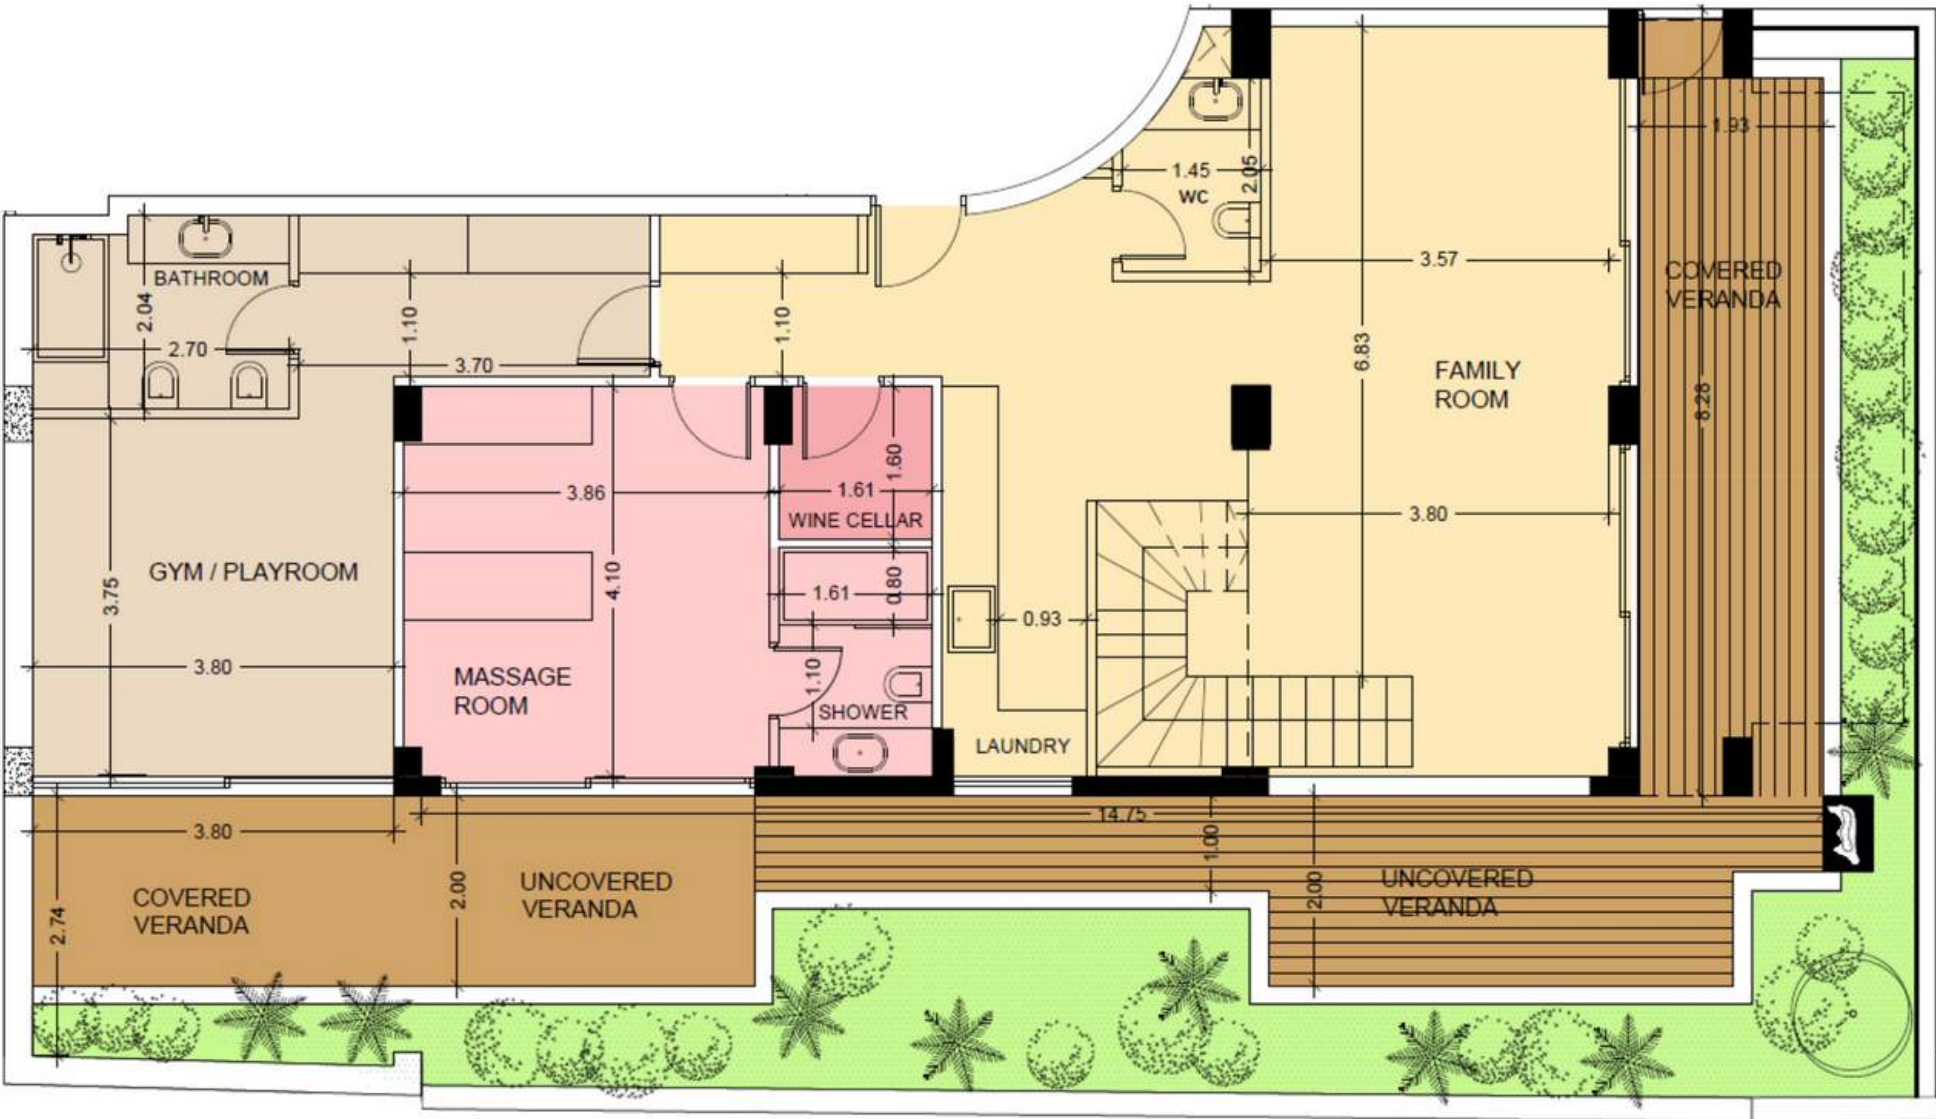 1.93
1.45
2.05
WC
BATHROOM
3.57
COVERED
VERANDA
2.04
1.10
1.10
2.70
3.70
6.83
FAMILY
ROOM
8.28
1.60
3.86
1.61
WINE CELLAR
3.80
GYM / PLAYROOM
3.75
4.10
1.61
0.80
0.93
3.80
MASSAGE
ROOM
1.10
SHOWER
LAUNDRY
14.75
3.80
1.00
2.74
COVERED
VERANDA
2.00
UNCOVERED
VERANDA
2.00
UNCOVERED
VERANDA